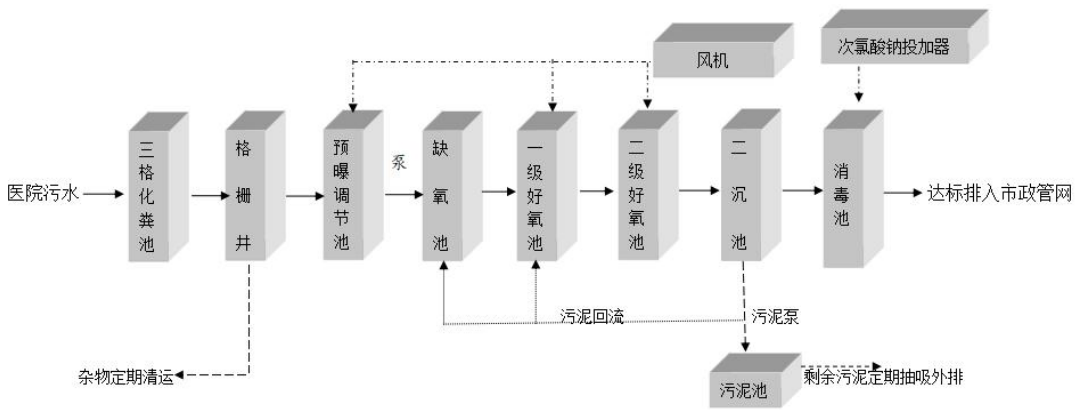 风机
次氯酸钠投加器
医院污水
三格化粪池
格栅井
预曝调节池
泵
缺氧池
一级好氧池
二级好氧池
二沉池
消毒池
达标排入市政管网
污泥回流
污泥泵
杂物定期清运
污泥池
剩余污泥定期抽吸外排